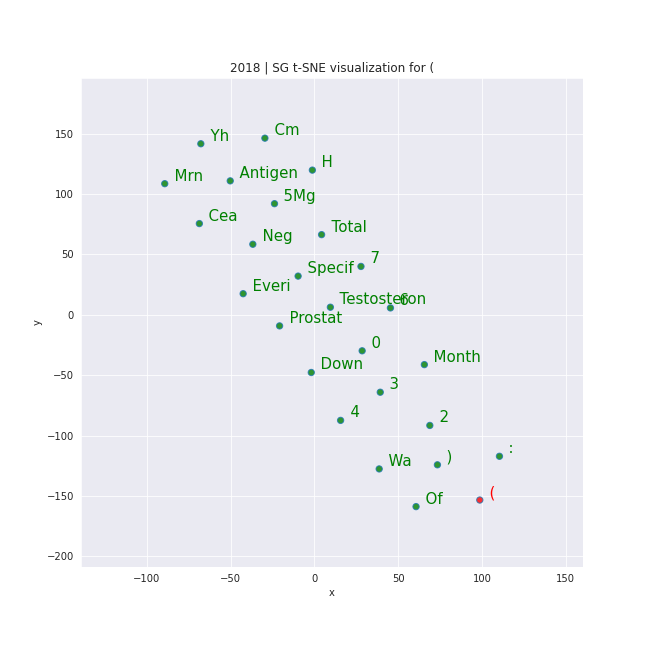 2018 | SG t-SNE visualization for (
150
100
50
0
−50
−100
−150
−200
y
Yh
Cm
H
Mrn
Antigen
5Mg
Cea
Total
Neg
7
Specif
Everi
Testosteron
6
Prostat
0
Down
Month
3
4
2
:
Wa
)
Of
(
−100
−50
0
50
100
150
x